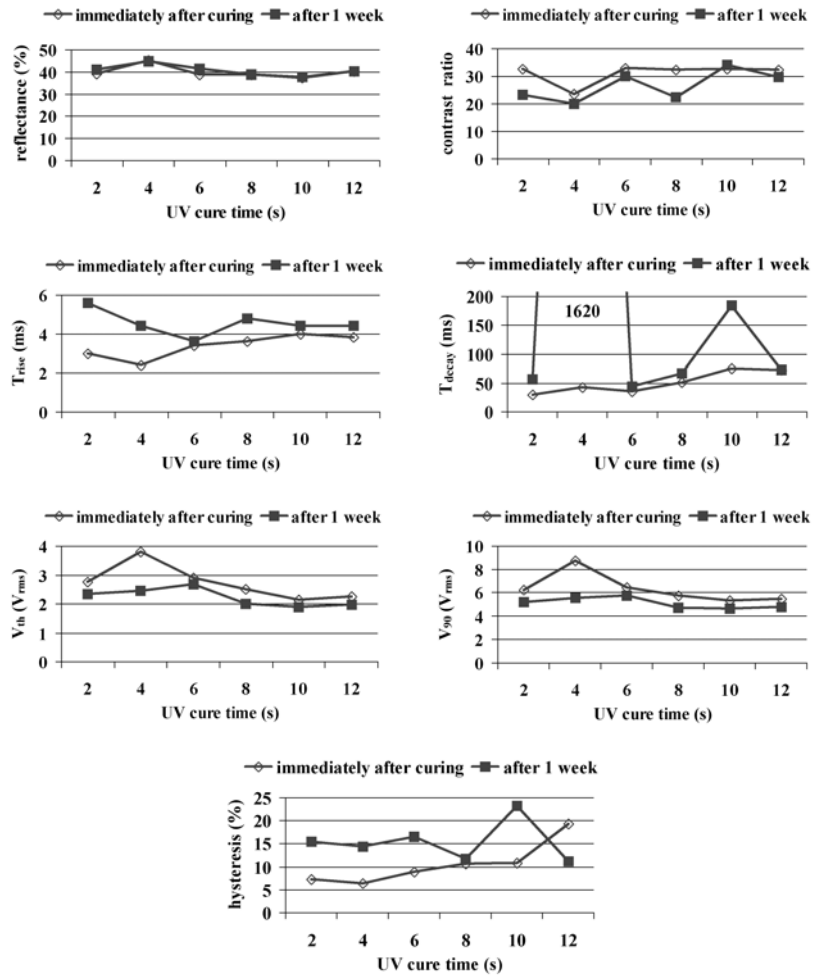 immediately after curing after 1 week
reflectance (%)
50
40
30
20
10
0
2 4 6 8 10 12
UV cure time (s)
immediately after curing after 1 week
contrast ratio
40
30
20
10
0
2 4 6 8 10 12
UV cure time (s)
immediately after curing after 1 week
Trise (ms)
6
4
2
0
2 4 6 8 10 12
UV cure time (s)
immediately after curing after 1 week
Tdecay (ms)
200
150
100
50
0
1620
2 4 6 8 10 12
UV cure time (s)
immediately after curing after 1 week
Vth (Vrms)
4
3
2
1
0
2 4 6 8 10 12
UV cure time (s)
immediately after curing after 1 week
V90 (Vrms)
10
8
6
4
2
0
2 4 6 8 10 12
UV cure time (s)
immediately after curing after 1 week
hysteresis (%)
25
20
15
10
5
0
2 4 6 8 10 12
UV cure time (s)